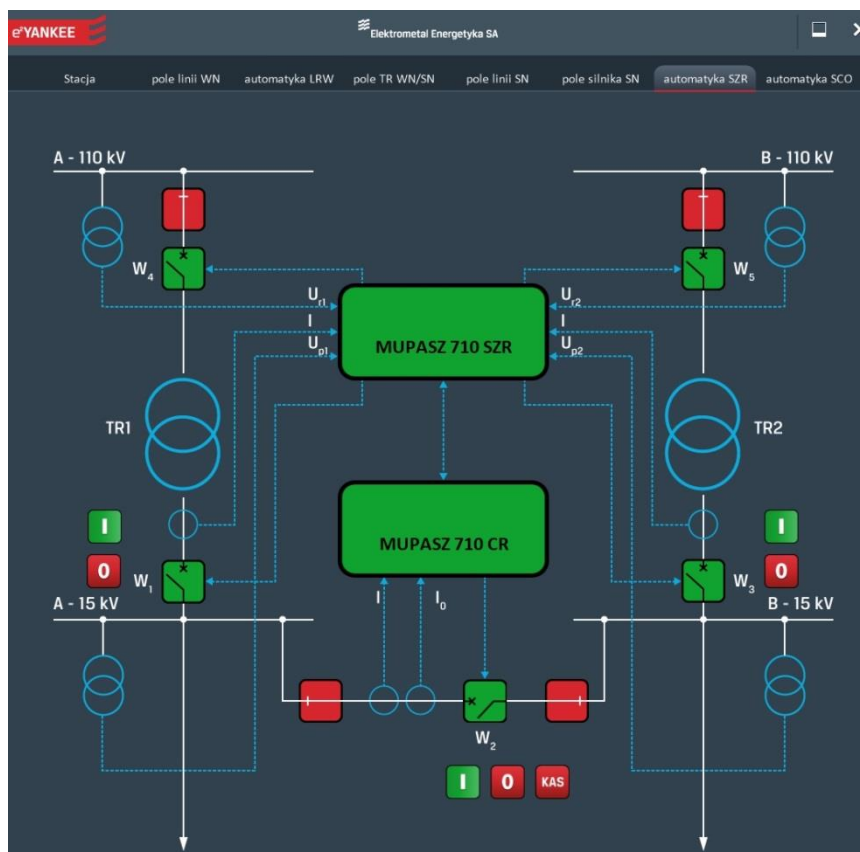 e²YANKEE
Elektrometal Energetyka SA
Stacja pole linii WN automatyka LRW pole TR WN/SN pole linii SN pole silnika SN automatyka SZR automatyka SCO
A - 110 kV B - 110 kV
W4 W5
Ur1 Ur2
I I
Up1 Up2
MUPASZ 710 SZR
TR1 TR2
MUPASZ 710 CR
I I
0 0
W1 W3
A - 15 kV B - 15 kV
I I0
W2
I 0 KAS